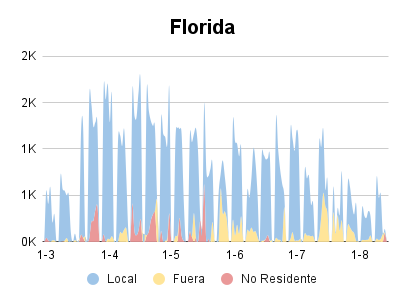 Florida
2K
2K
1K
1K
0K
1-3 1-4 1-5 1-6 1-7 1-8
Local Fuera No Residente